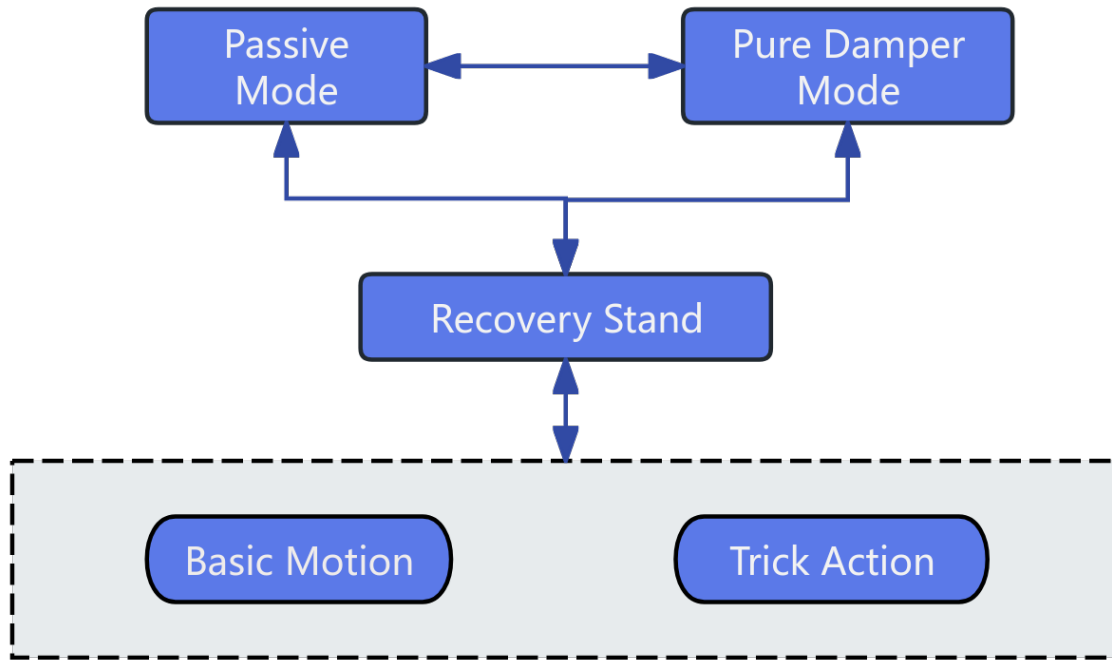 Passive
Mode
Pure Damper
Mode
Recovery Stand
Basic Motion
Trick Action